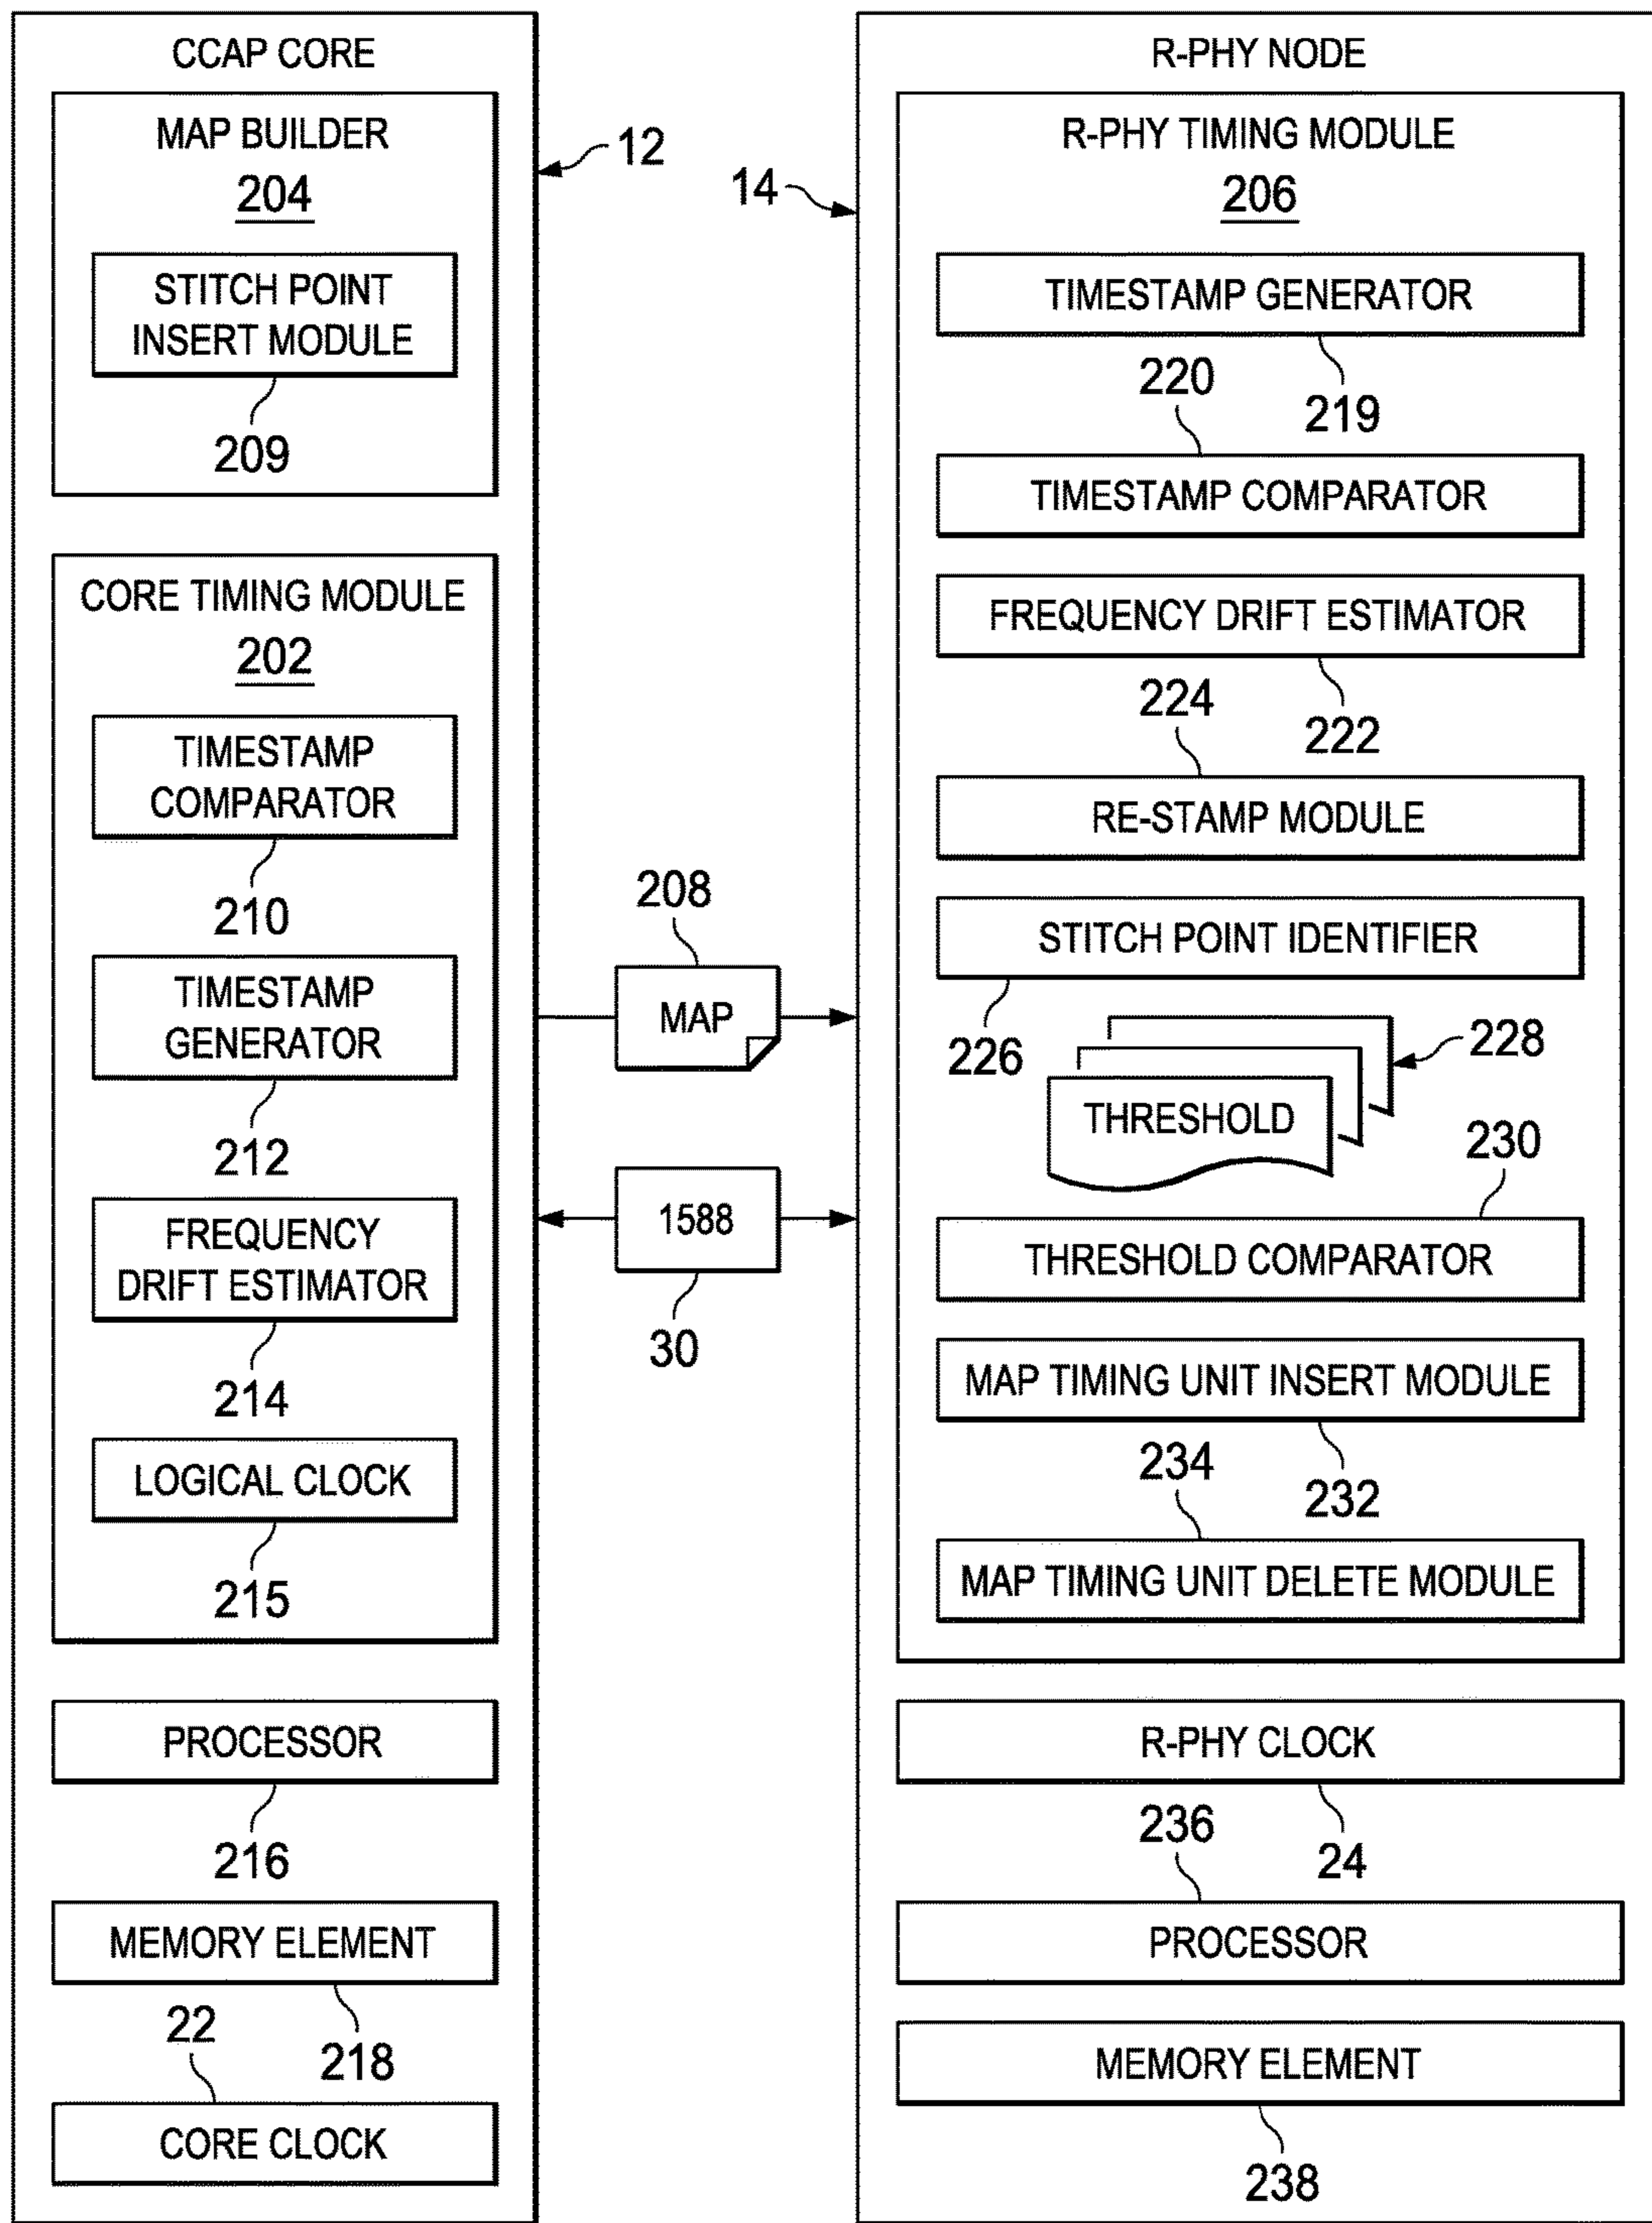 CCAP CORE
MAP BUILDER
204
STITCH POINT
INSERT MODULE
209
CORE TIMING MODULE
202
TIMESTAMP
COMPARATOR
210
TIMESTAMP
GENERATOR
212
FREQUENCY
DRIFT ESTIMATOR
214
LOGICAL CLOCK
215
PROCESSOR
216
MEMORY ELEMENT
218
22
CORE CLOCK
12
14
208
MAP
1588
30
R-PHY NODE
R-PHY TIMING MODULE
206
TIMESTAMP GENERATOR
219
220
TIMESTAMP COMPARATOR
FREQUENCY DRIFT ESTIMATOR
222
224
RE-STAMP MODULE
STITCH POINT IDENTIFIER
226
228
THRESHOLD
230
THRESHOLD COMPARATOR
MAP TIMING UNIT INSERT MODULE
232
234
MAP TIMING UNIT DELETE MODULE
R-PHY CLOCK
24
236
PROCESSOR
MEMORY ELEMENT
238